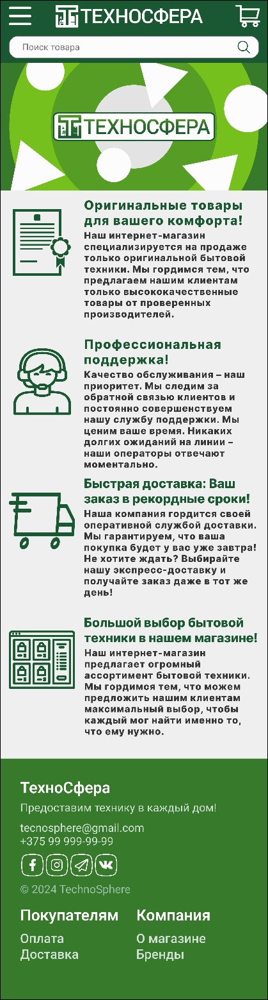 ТЕХНОСФЕРА
Поиск товара
ТЕХНОСФЕРА
Оригинальные товары
для вашего комфорта!
Наш интернет-магазин
специализируется на продаже
только оригинальной бытовой
техники. Мы гордимся тем, что
предлагаем нашим клиентам
только высококачественные
товары от проверенных
производителей.
Профессиональная
поддержка!
Качество обслуживания – наш
приоритет. Мы следим за
обратной связью клиентов и
постоянно совершенствуем
нашу службу поддержки. Мы
ценим ваше время. Никаких
долгих ожиданий на линии –
наши операторы отвечают
моментально.
Быстрая доставка: Ваш
заказ в рекордные сроки!
Наша компания гордится своей
оперативной службой доставки.
Мы гарантируем, что ваша
покупка будет у вас уже завтра!
Не хотите ждать? Выбирайте
нашу экспресс-доставку и
получайте заказ даже в тот же
день!
Большой выбор бытовой
техники в нашем магазине!
Наш интернет-магазин
предлагает огромный
ассортимент бытовой техники.
Мы гордимся тем, что можем
предложить нашим клиентам
максимальный выбор, чтобы
каждый мог найти именно то,
что ему нужно.
ТехноСфера
Предоставим технику в каждый дом!
tecnosphere@gmail.com
+375 99 999-99-99
© 2024 TechnoSphere
Покупателям
Оплата
Доставка
Компания
О магазине
Бренды